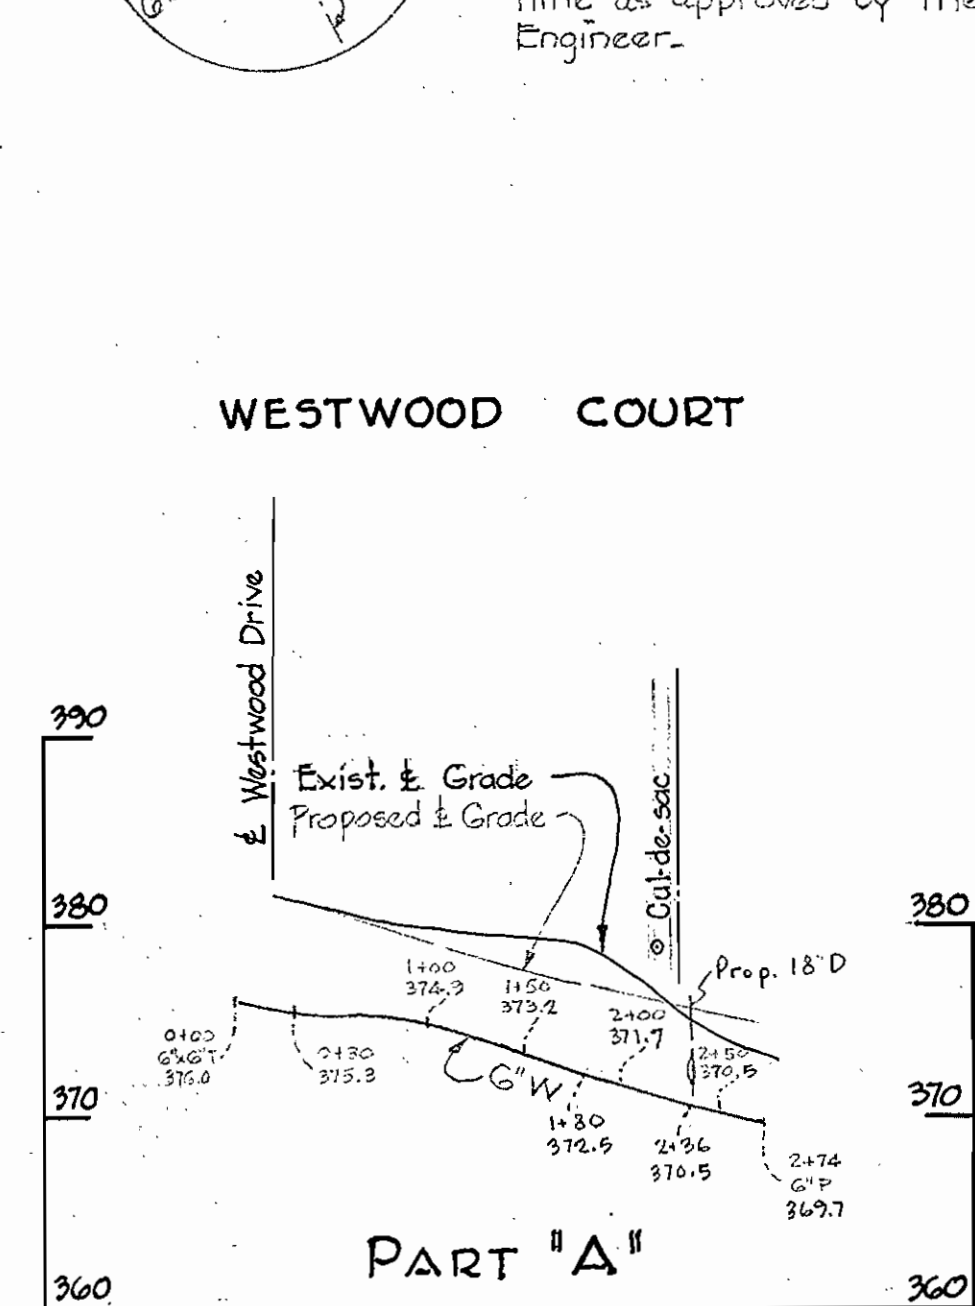 6"
nine as approved by the
Engineer.
WESTWOOD COURT
℄ Westwood Drive
390
Exist. ℄ Grade
Proposed ℄ Grade
Cul-de-sac
380
380
Prop. 18"D
1+00
374.9
1+50
373.2
2+00
371.7
2+50
370.5
0+00
6"x6"T
376.0
0+30
375.3
6"W
370
370
1+80
372.5
2+36
370.5
2+74
6"P
369.7
PART "A"
360
360